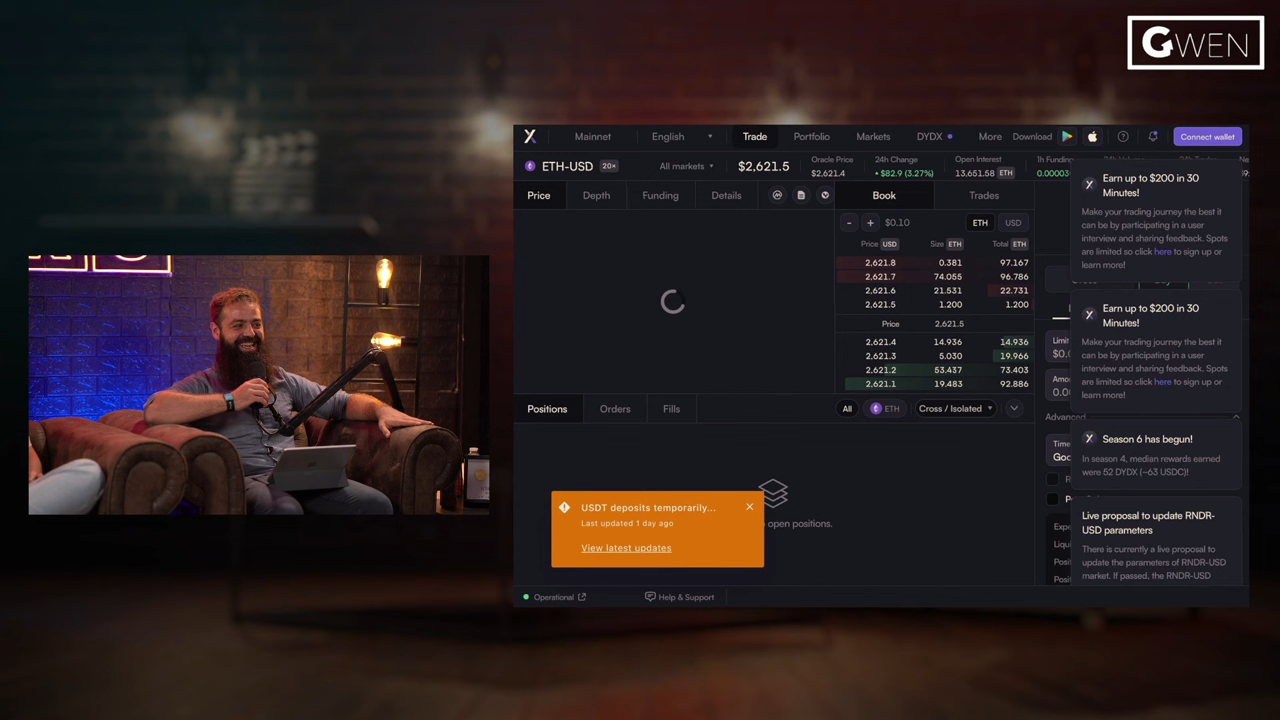 GWEN
Mainnet English Trade Portfolio Markets DYDX More Download Connect wallet
ETH-USD 20× All markets $2,621.5
Oracle Price $2,621.4
24h Change $82.9 (3.27%)
Open Interest 13,651.58 ETH
1h Funding
Price Depth Funding Details
Book Trades
- + $0.10 ETH USD
Price USD Size ETH Total ETH
2,621.8 0.381 97.167
2,621.7 74.055 96.786
2,621.6 21.531 22.731
2,621.5 1.200 1.200
Price 2,621.5
2,621.4 14.936 14.936
2,621.3 5.030 19.966
2,621.2 53.437 73.403
2,621.1 19.483 92.886
Positions Orders Fills
All ETH Cross / Isolated
USDT deposits temporarily...
Last updated 1 day ago
View latest updates
open positions.
Operational Help & Support
Limit
Advanced
Time
Earn up to $200 in 30
Minutes!
Make your trading journey the best it
can be by participating in a user
interview and sharing feedback. Spots
are limited so click here to sign up or
learn more!
Earn up to $200 in 30
Minutes!
Make your trading journey the best it
can be by participating in a user
interview and sharing feedback. Spots
are limited so click here to sign up or
learn more!
Season 6 has begun!
In season 4, median rewards earned
were 52 DYDX (~63 USDC)!
Live proposal to update RNDR-
USD parameters
There is currently a live proposal to
update the parameters of RNDR-USD
market. If passed, the RNDR-USD